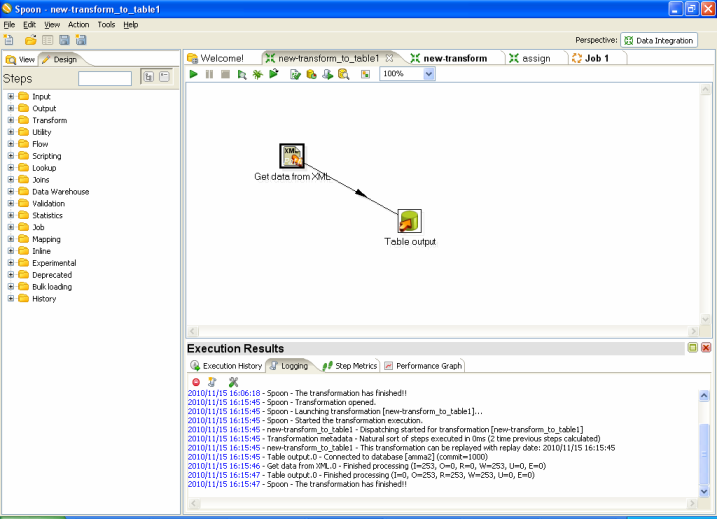 Spoon - new-transform_to_table1
File Edit View Action Tools Help
Perspective: Data Integration
View Design
Welcome! new-transform_to_table1 new-transform assign Job 1
Steps
100%
Input
Output
Transform
Utility
Flow
Scripting
Lookup
Joins
Data Warehouse
Validation
Statistics
Job
Mapping
Inline
Experimental
Deprecated
Bulk loading
History
XML
Get data from XML
Table output
Execution Results
Execution History Logging Step Metrics Performance Graph
2010/11/15 16:06:18 - Spoon - The transformation has finished!!
2010/11/15 16:15:45 - Spoon - Transformation opened.
2010/11/15 16:15:45 - Spoon - Launching transformation [new-transform_to_table1]...
2010/11/15 16:15:45 - Spoon - Started the transformation execution.
2010/11/15 16:15:45 - new-transform_to_table1 - Dispatching started for transformation [new-transform_to_table1]
2010/11/15 16:15:45 - Transformation metadata - Natural sort of steps executed in 0ms (2 time previous steps calculated)
2010/11/15 16:15:45 - new-transform_to_table1 - This transformation can be replayed with replay date: 2010/11/15 16:15:45
2010/11/15 16:15:45 - Table output.0 - Connected to database [amma2] (commit=1000)
2010/11/15 16:15:46 - Get data from XML.0 - Finished processing (I=253, O=0, R=0, W=253, U=0, E=0)
2010/11/15 16:15:47 - Table output.0 - Finished processing (I=0, O=253, R=253, W=253, U=0, E=0)
2010/11/15 16:15:47 - Spoon - The transformation has finished!!